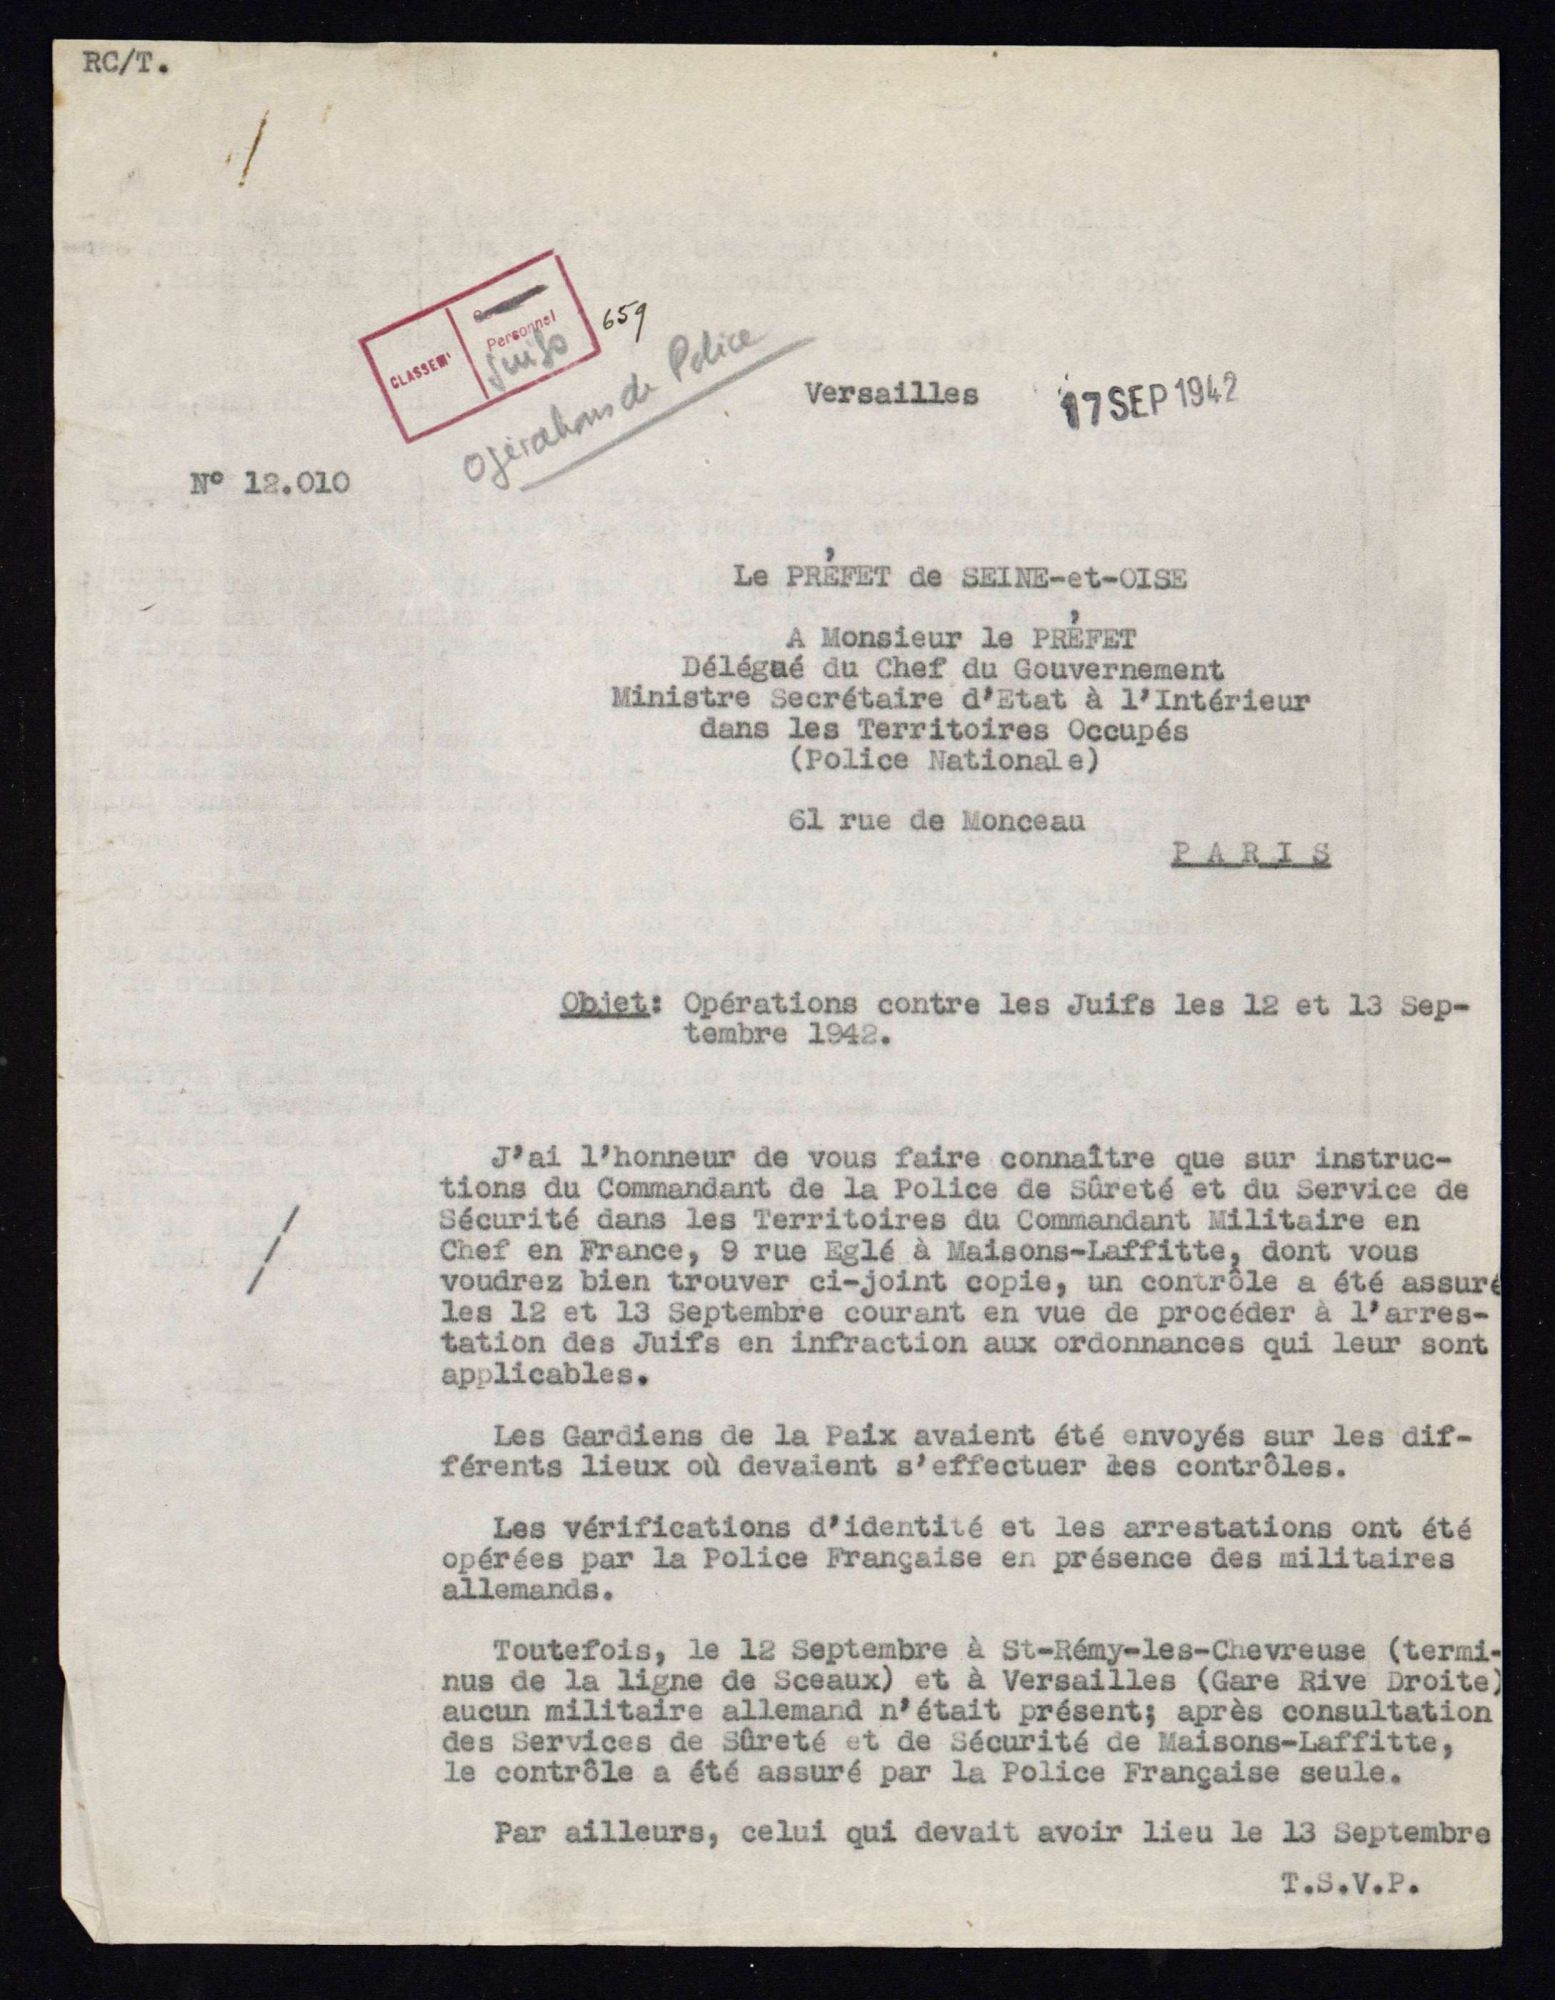 RC/T.
CLASSEMt
Personnel
Juifs
659
Opérations de Police
Versailles 17 SEP 1942
N° 12.010
Le PRÉFET de SEINE-et-OISE
A Monsieur le PRÉFET
Délégué du Chef du Gouvernement
Ministre Secrétaire d'Etat à l'Intérieur
dans les Territoires Occupés
(Police Nationale)
61 rue de Monceau
P A R I S
Objet: Opérations contre les Juifs les 12 et 13 Sep-
tembre 1942.
J'ai l'honneur de vous faire connaître que sur instruc-
tions du Commandant de la Police de Sûreté et du Service de
Sécurité dans les Territoires du Commandant Militaire en
Chef en France, 9 rue Eglé à Maisons-Laffitte, dont vous
voudrez bien trouver ci-joint copie, un contrôle a été assuré
les 12 et 13 Septembre courant en vue de procéder à l'arres-
tation des Juifs en infraction aux ordonnances qui leur sont
applicables.
Les Gardiens de la Paix avaient été envoyés sur les dif-
férents lieux où devaient s'effectuer les contrôles.
Les vérifications d'identité et les arrestations ont été
opérées par la Police Française en présence des militaires
allemands.
Toutefois, le 12 Septembre à St-Rémy-les-Chevreuse (termi-
nus de la ligne de Sceaux) et à Versailles (Gare Rive Droite)
aucun militaire allemand n'était présent; après consultation
des Services de Sûreté et de Sécurité de Maisons-Laffitte,
le contrôle a été assuré par la Police Française seule.
Par ailleurs, celui qui devait avoir lieu le 13 Septembre
T.S.V.P.